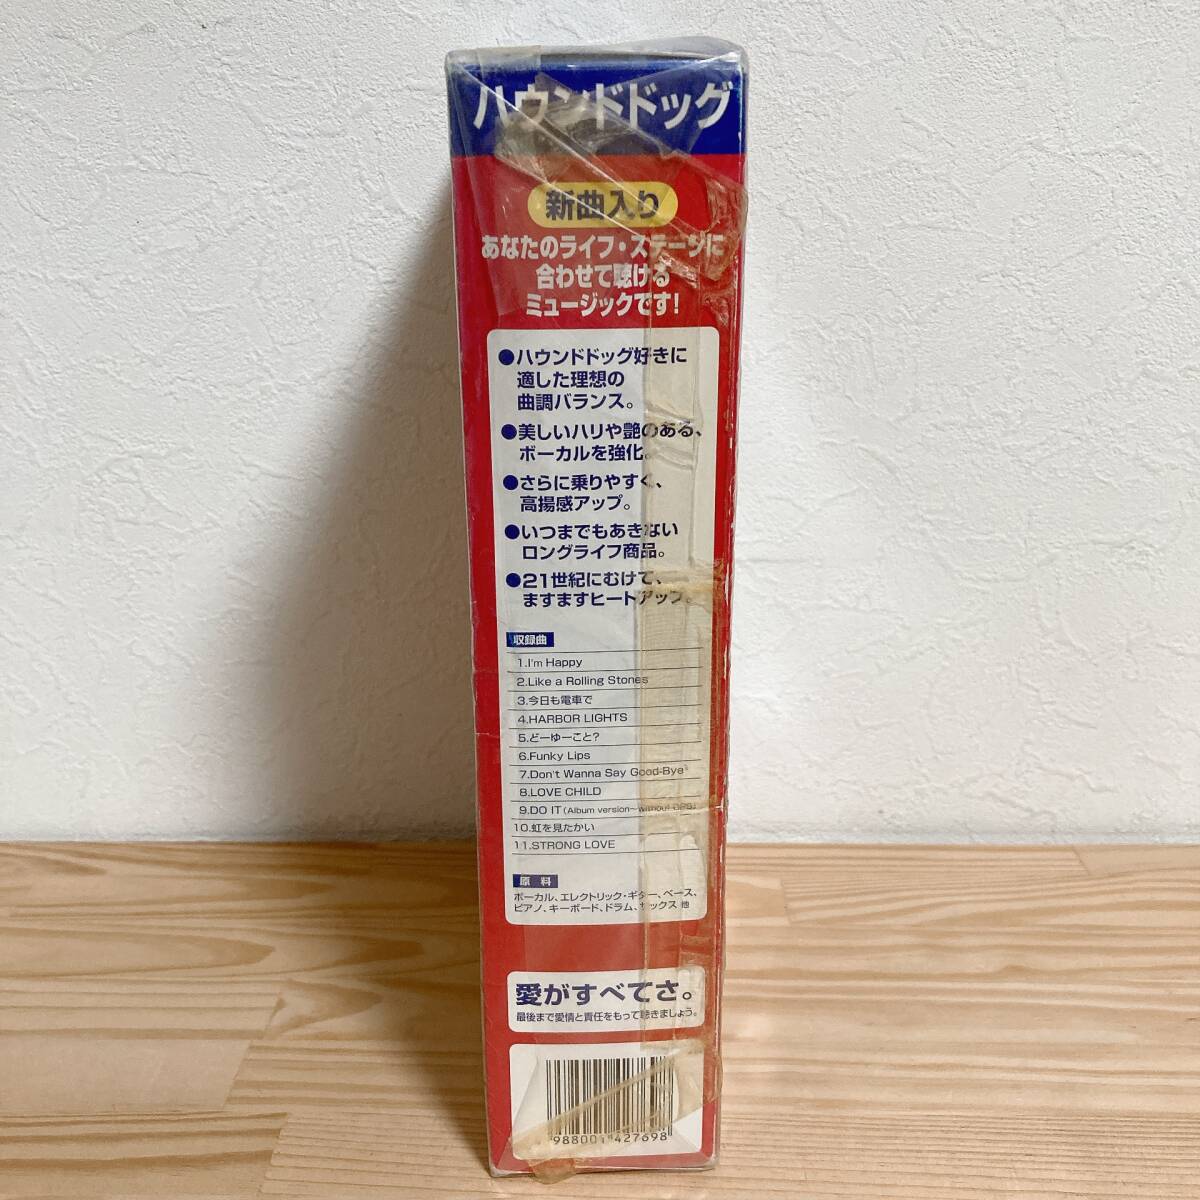 ハウンドドッグ
新曲入り
あなたのライフ・ステージに
合わせて聴ける
ミュージックです!
●ハウンドドッグ好きに
適した理想の
曲調バランス。
●美しいハリや艶のある、
ボーカルを強化。
●さらに乗りやすく、
高揚感アップ。
●いつまでもあきない
ロングライフ商品。
●21世紀にむけて、
ますますヒートアップ。
収録曲
1.I'm Happy
2.Like a Rolling Stones
3.今日も電車で
4.HARBOR LIGHTS
5.どーゆーこと?
6.Funky Lips
7.Don't Wanna Say Good-Bye
8.LOVE CHILD
9.DO IT (Album version~without DPS)
10.虹を見たかい
11.STRONG LOVE
原料
ボーカル、エレクトリック・ギター、ベース、
ピアノ、キーボード、ドラム、サックス 他
愛がすべてさ。
最後まで愛情と責任をもって聴きましょう。
988001 427698